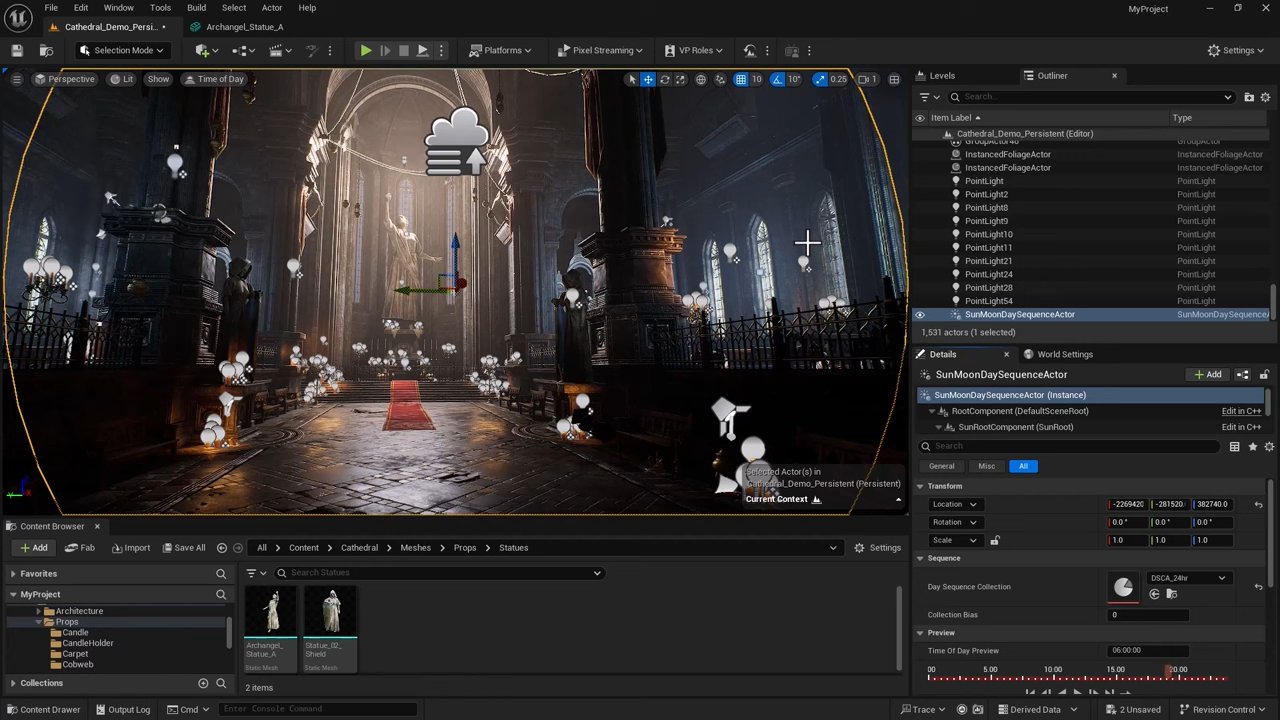 File Edit Window Tools Build Select Actor Help
MyProject
Cathedral_Demo_Persi... • Archangel_Statue_A
Selection Mode Platforms Pixel Streaming VP Roles Settings
Perspective Lit Show Time of Day 10 10° 0.25 1
Levels Outliner
Search...
Item Label Type
Cathedral_Demo_Persistent (Editor)
GroupActor46 GroupActor
InstancedFoliageActor InstancedFoliageActor
InstancedFoliageActor InstancedFoliageActor
PointLight PointLight
PointLight2 PointLight
PointLight8 PointLight
PointLight9 PointLight
PointLight10 PointLight
PointLight11 PointLight
PointLight21 PointLight
PointLight24 PointLight
PointLight28 PointLight
PointLight54 PointLight
SunMoonDaySequenceActor SunMoonDaySequenceA
1,531 actors (1 selected)
Details World Settings
SunMoonDaySequenceActor Add
SunMoonDaySequenceActor (Instance)
RootComponent (DefaultSceneRoot) Edit in C++
SunRootComponent (SunRoot) Edit in C++
Search
General Misc All
Transform
Location -2269420 -281520. 382740.0
Rotation 0.0 ° 0.0 ° 0.0 °
Scale 1.0 1.0 1.0
Sequence
Day Sequence Collection DSCA_24hr
Collection Bias 0
Preview
Time Of Day Preview 06:00:00
00 5.00 10.00 15.00 20.00
Selected Actor(s) in
Cathedral_Demo_Persistent (Persistent)
Current Context
Content Browser
Add Fab Import Save All All Content Cathedral Meshes Props Statues Settings
Favorites
MyProject
Architecture
Props
Candle
CandleHolder
Carpet
Cobweb
Collections
Search Statues
Archangel_
Statue_A
Static Mesh
Statue_02_
Shield
Static Mesh
2 items
Content Drawer Output Log Cmd Enter Console Command Trace Derived Data 2 Unsaved Revision Control